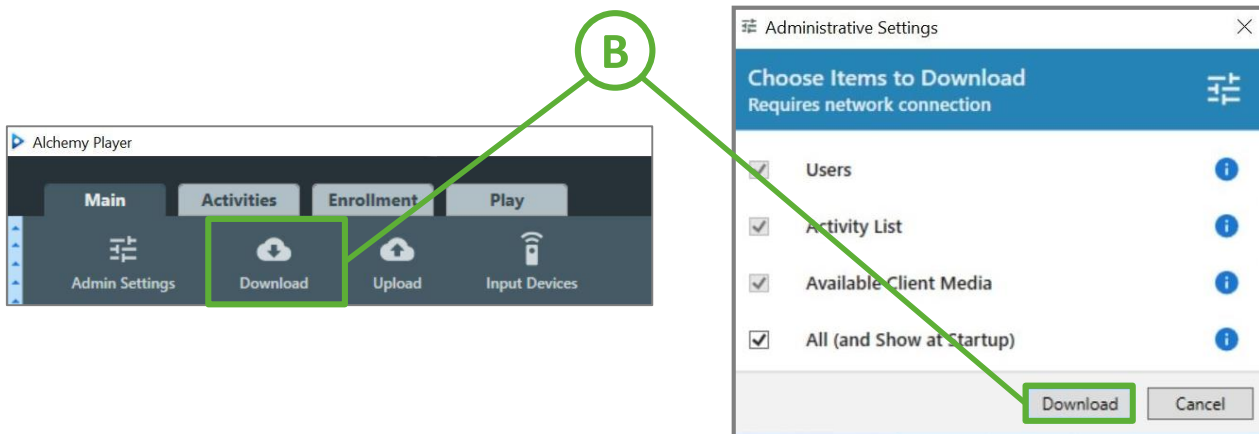 B
Alchemy Player
Main Activities Enrollment Play
Admin Settings Download Upload Input Devices
Administrative Settings
Choose Items to Download
Requires network connection
Users
Activity List
Available Client Media
All (and Show at Startup)
Download Cancel